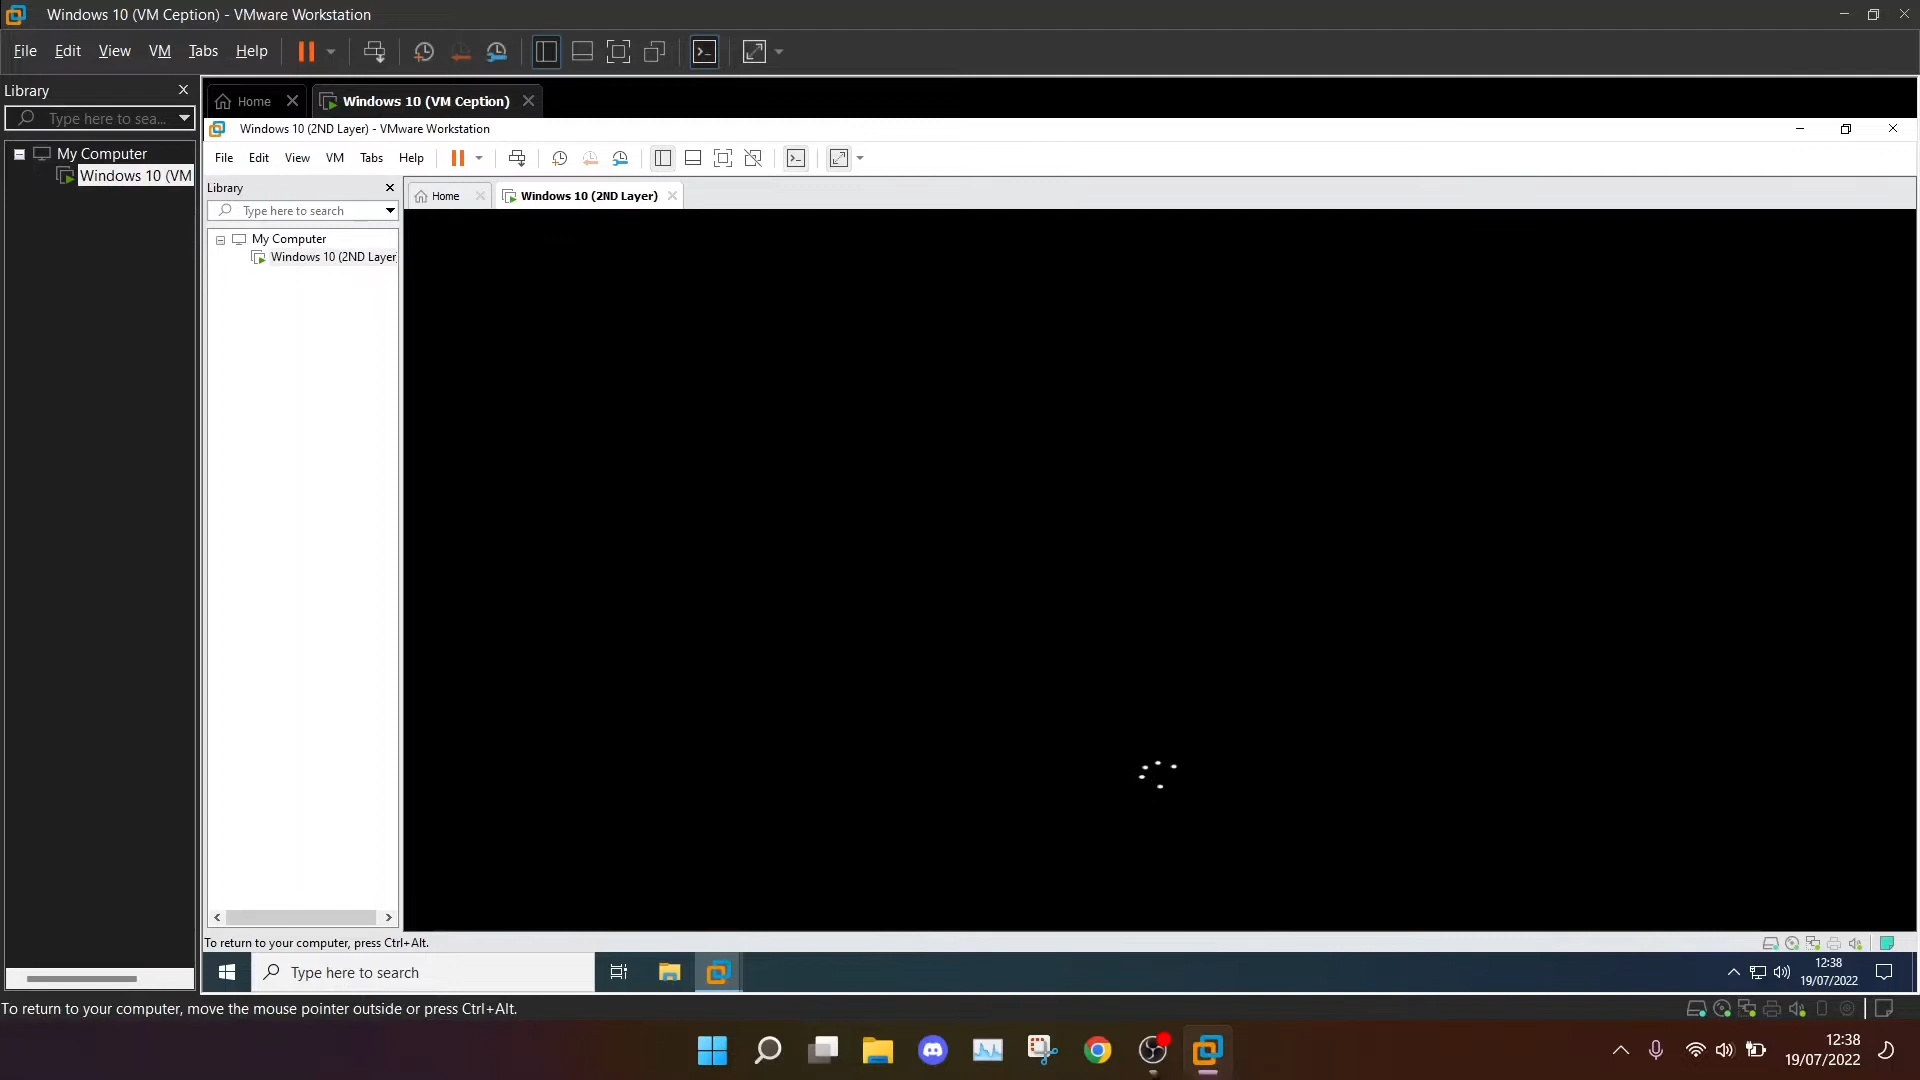 Windows 10 (VM Ception) - VMware Workstation
File Edit View VM Tabs Help
Library
Type here to sea...
My Computer
Windows 10 (VM
Home
Windows 10 (VM Ception)
Windows 10 (2ND Layer) - VMware Workstation
File Edit View VM Tabs Help
Library
Type here to search
My Computer
Windows 10 (2ND Layer
Home
Windows 10 (2ND Layer)
To return to your computer, press Ctrl+Alt.
Type here to search
12:38
19/07/2022
To return to your computer, move the mouse pointer outside or press Ctrl+Alt.
12:38
19/07/2022